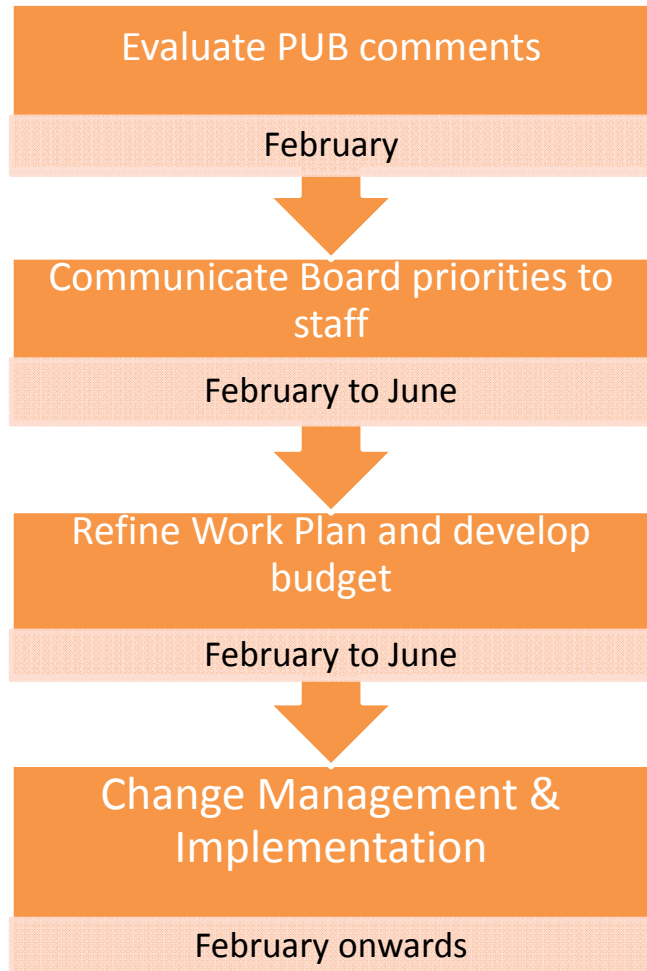 Evaluate PUB comments
February
Communicate Board priorities to
staff
February to June
Refine Work Plan and develop
budget
February to June
Change Management &
Implementation
February onwards